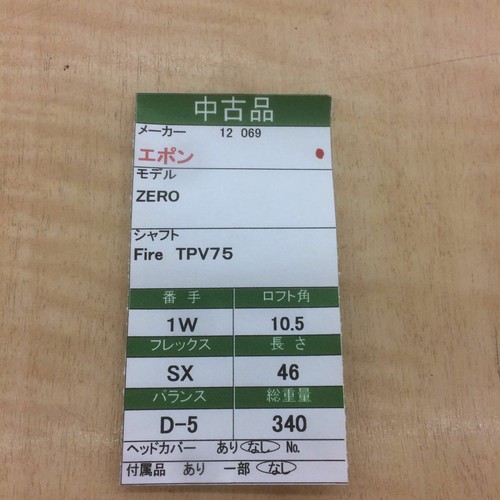 中古品
メーカー 12 069
エポン
モデル
ZERO
シャフト
Fire TPV75
番手 ロフト角
1W 10.5
フレックス 長さ
SX 46
バランス 総重量
D-5 340
ヘッドカバー あり なし No.
付属品 あり 一部 なし